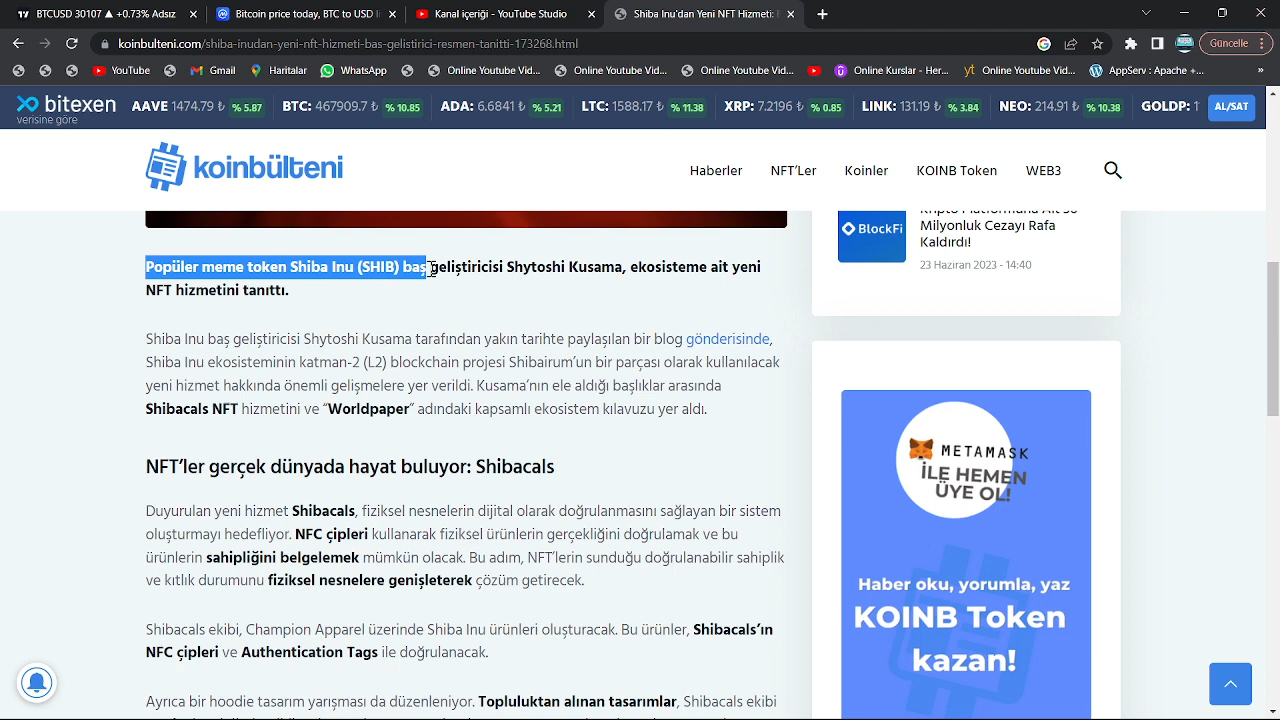 BTCUSD 30107 ▲ +0.73% Adsız
Bitcoin price today, BTC to USD li
Kanal içeriği - YouTube Studio
Shiba Inu'dan Yeni NFT Hizmeti: B
koinbulteni.com/shiba-inudan-yeni-nft-hizmeti-bas-gelistirici-resmen-tanitti-173268.html
Güncelle
YouTube
Gmail
Haritalar
WhatsApp
Online Youtube Vid...
Online Youtube Vid...
Online Youtube Vid...
Online Kurslar - Her...
yt Online Youtube Vid...
AppServ : Apache +...
»
bitexen
verisine göre
AAVE 1474.79 ₺ % 5.87
BTC: 467909.7 ₺ % 10.85
ADA: 6.6841 ₺ % 5.21
LTC: 1588.17 ₺ % 11.38
XRP: 7.2196 ₺ % 0.85
LINK: 131.19 ₺ % 3.84
NEO: 214.91 ₺ % 10.38
GOLDP: 1
AL/SAT
koinbülteni
Haberler
NFT'Ler
Koinler
KOINB Token
WEB3
Popüler meme token Shiba Inu (SHIB) baş geliştiricisi Shytoshi Kusama, ekosisteme ait yeni
NFT hizmetini tanıttı.
Shiba Inu baş geliştiricisi Shytoshi Kusama tarafından yakın tarihte paylaşılan bir blog gönderisinde,
Shiba Inu ekosisteminin katman-2 (L2) blockchain projesi Shibairum'un bir parçası olarak kullanılacak
yeni hizmet hakkında önemli gelişmelere yer verildi. Kusama'nın ele aldığı başlıklar arasında
Shibacals NFT hizmetini ve “Worldpaper” adındaki kapsamlı ekosistem kılavuzu yer aldı.
NFT'ler gerçek dünyada hayat buluyor: Shibacals
Duyurulan yeni hizmet Shibacals, fiziksel nesnelerin dijital olarak doğrulanmasını sağlayan bir sistem
oluşturmayı hedefliyor. NFC çipleri kullanarak fiziksel ürünlerin gerçekliğini doğrulamak ve bu
ürünlerin sahipliğini belgelemek mümkün olacak. Bu adım, NFT'lerin sunduğu doğrulanabilir sahiplik
ve kıtlık durumunu fiziksel nesnelere genişleterek çözüm getirecek.
Shibacals ekibi, Champion Apparel üzerinde Shiba Inu ürünleri oluşturacak. Bu ürünler, Shibacals'ın
NFC çipleri ve Authentication Tags ile doğrulanacak.
Ayrıca bir hoodie tasarım yarışması da düzenleniyor. Topluluktan alınan tasarımlar, Shibacals ekibi
BlockFi
Kripto Platformuna Ait 30
Milyonluk Cezayı Rafa
Kaldırdı!
23 Haziran 2023 - 14:40
METAMASK
İLE HEMEN
ÜYE OL!
Haber oku, yorumla, yaz
KOINB Token
kazan!